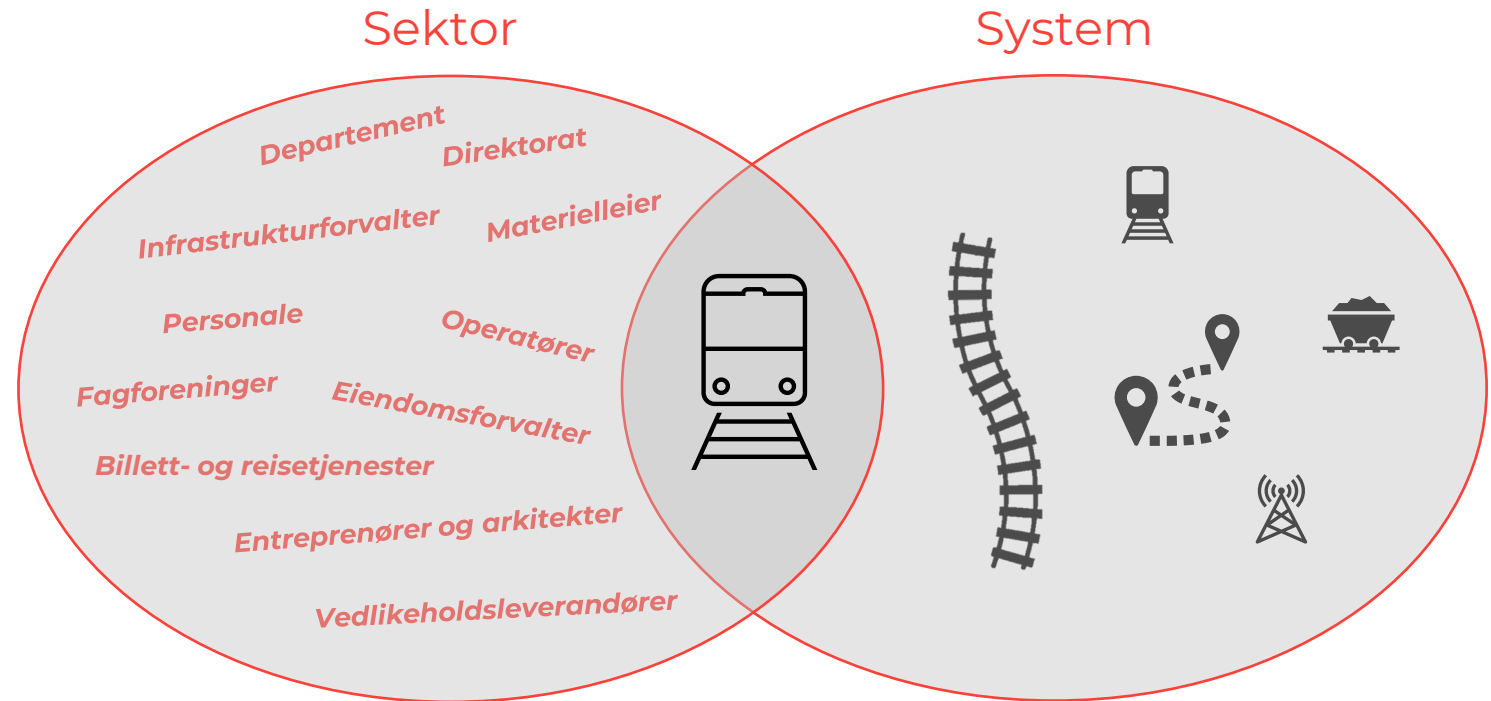 Sektor
System
Departement
Direktorat
Infrastrukturforvalter
Materielleier
Personale
Operatører
Fagforeninger
Eiendomsforvalter
Billett- og reisetjenester
Entreprenører og arkitekter
Vedlikeholdsleverandører